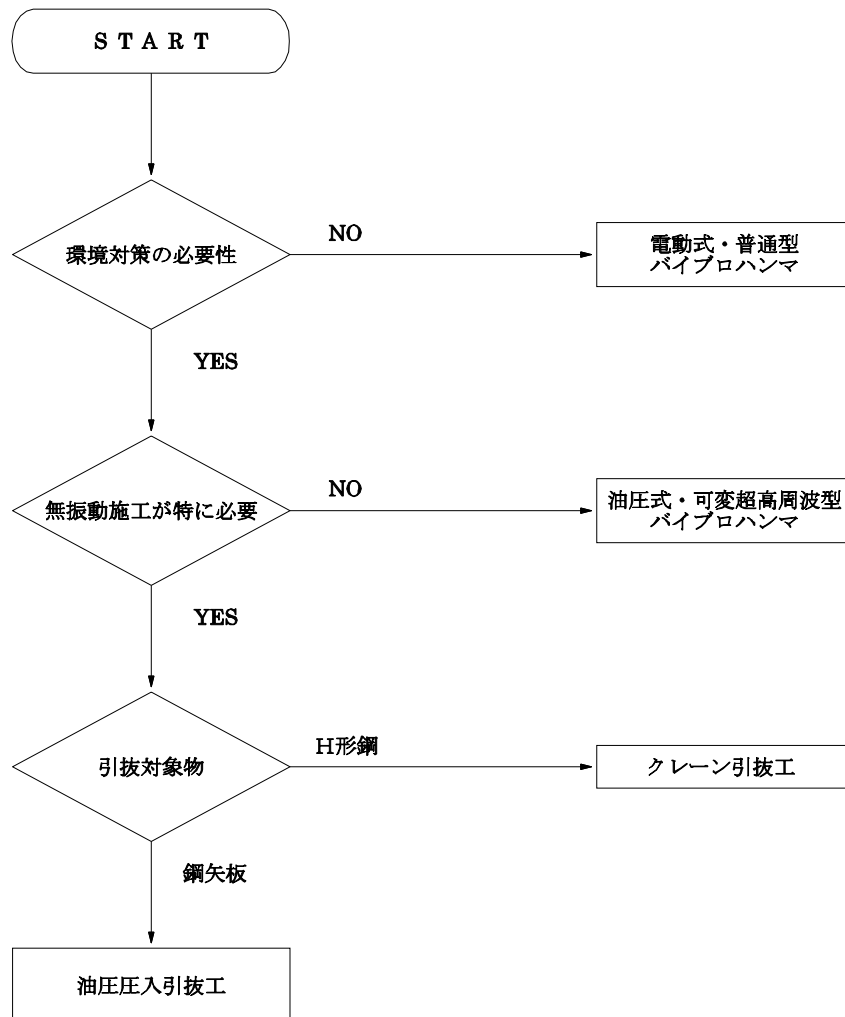 START
環境対策の必要性
NO
電動式・普通型
バイブロハンマ
YES
無振動施工が特に必要
NO
油圧式・可変超高周波型
バイブロハンマ
YES
引抜対象物
H形鋼
クレーン引抜工
鋼矢板
油圧圧入引抜工